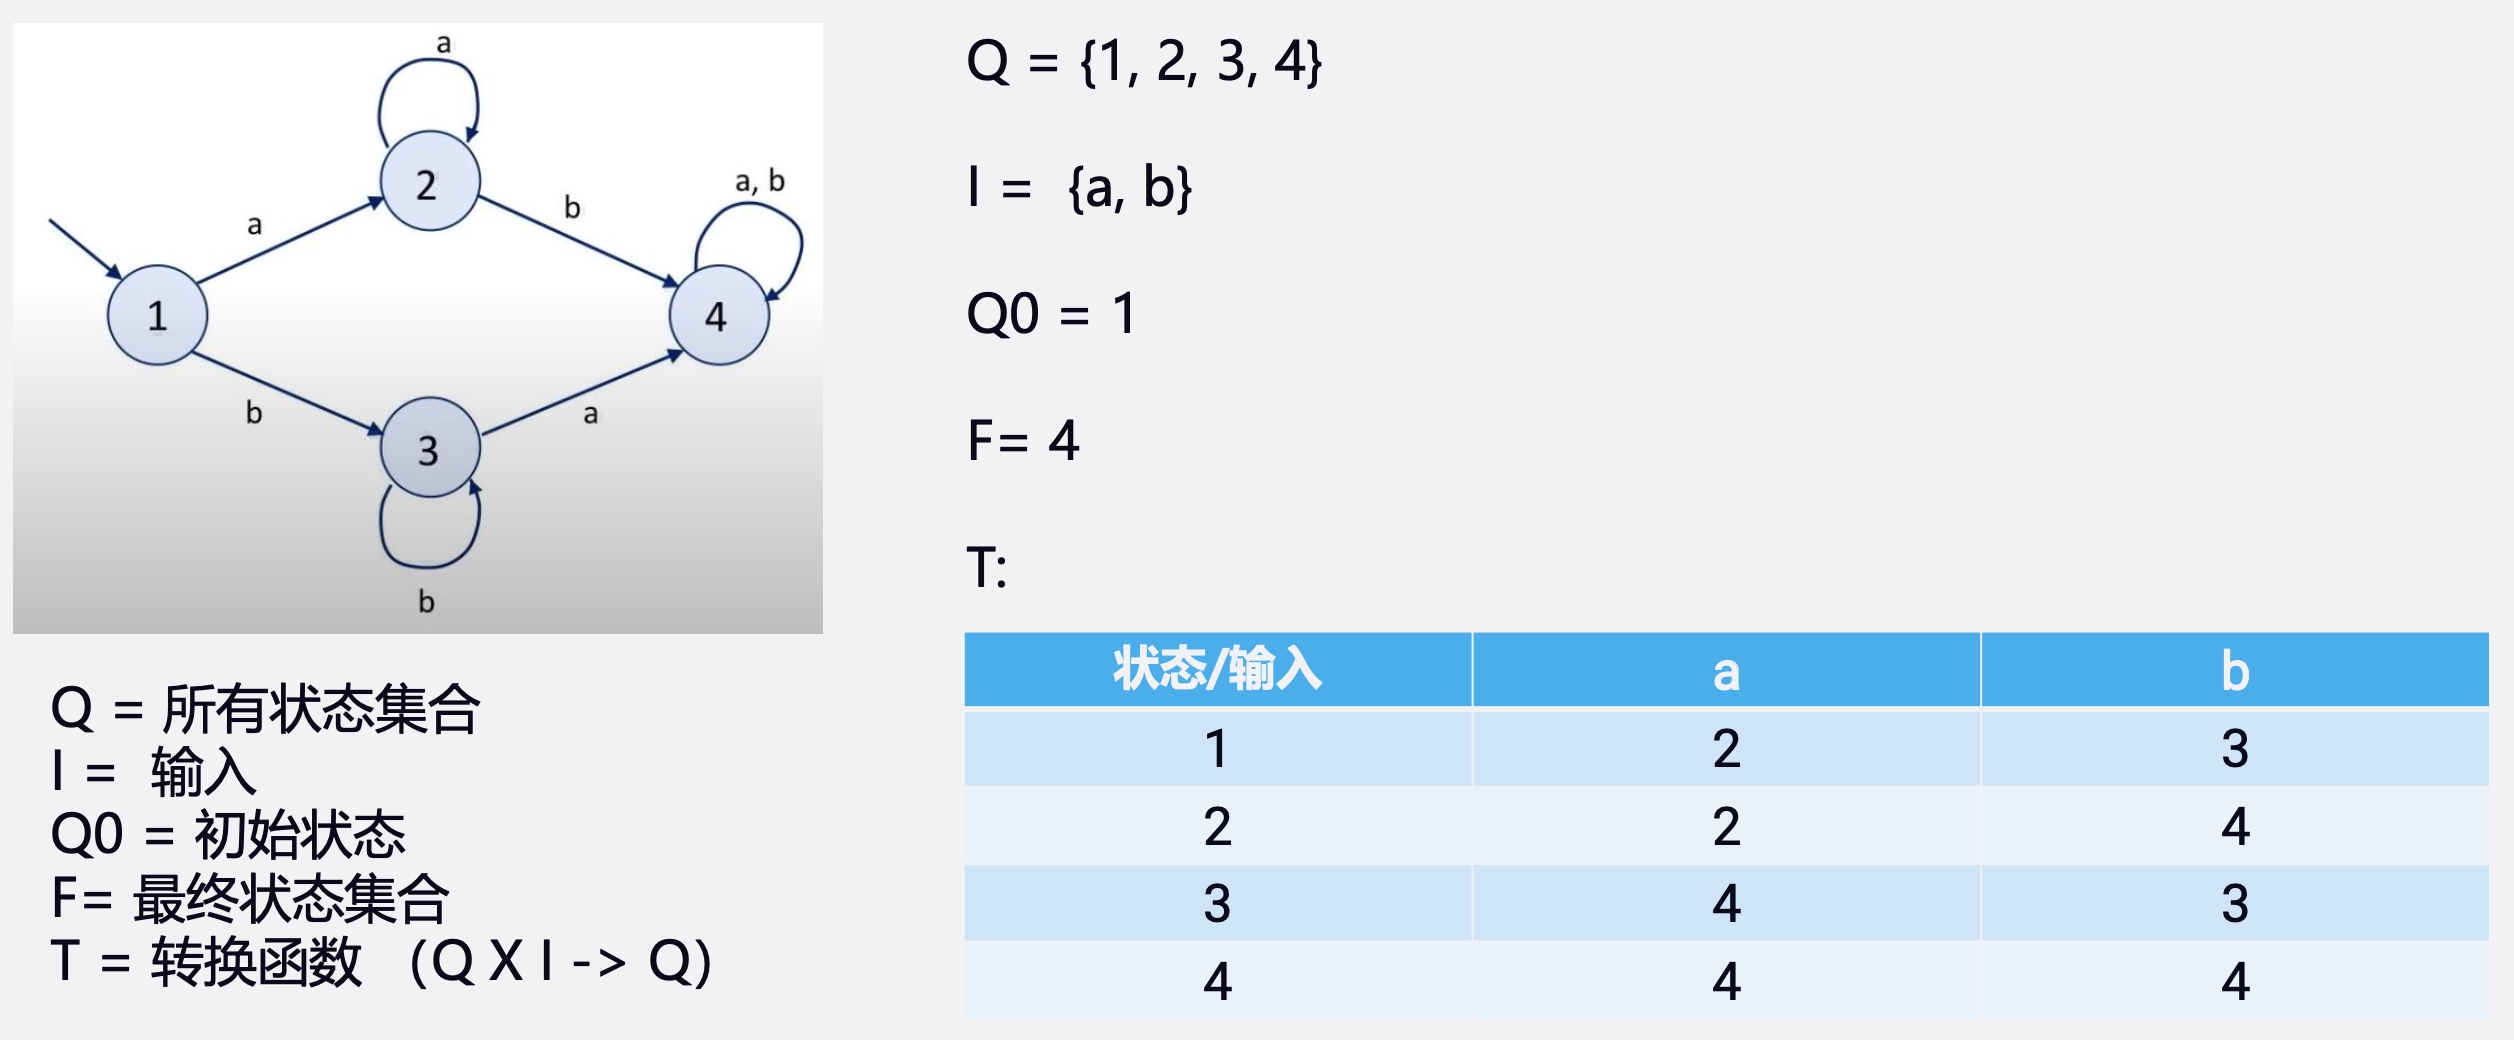 a
2
a, b
a
b
1
4
b
a
3
b
Q = 所有状态集合
I = 输入
Q0 = 初始状态
F= 最终状态集合
T = 转换函数 (Q X I -> Q)
Q = {1, 2, 3, 4}
I = {a, b}
Q0 = 1
F= 4
T:
状态/输入 a b
1 2 3
2 2 4
3 4 3
4 4 4